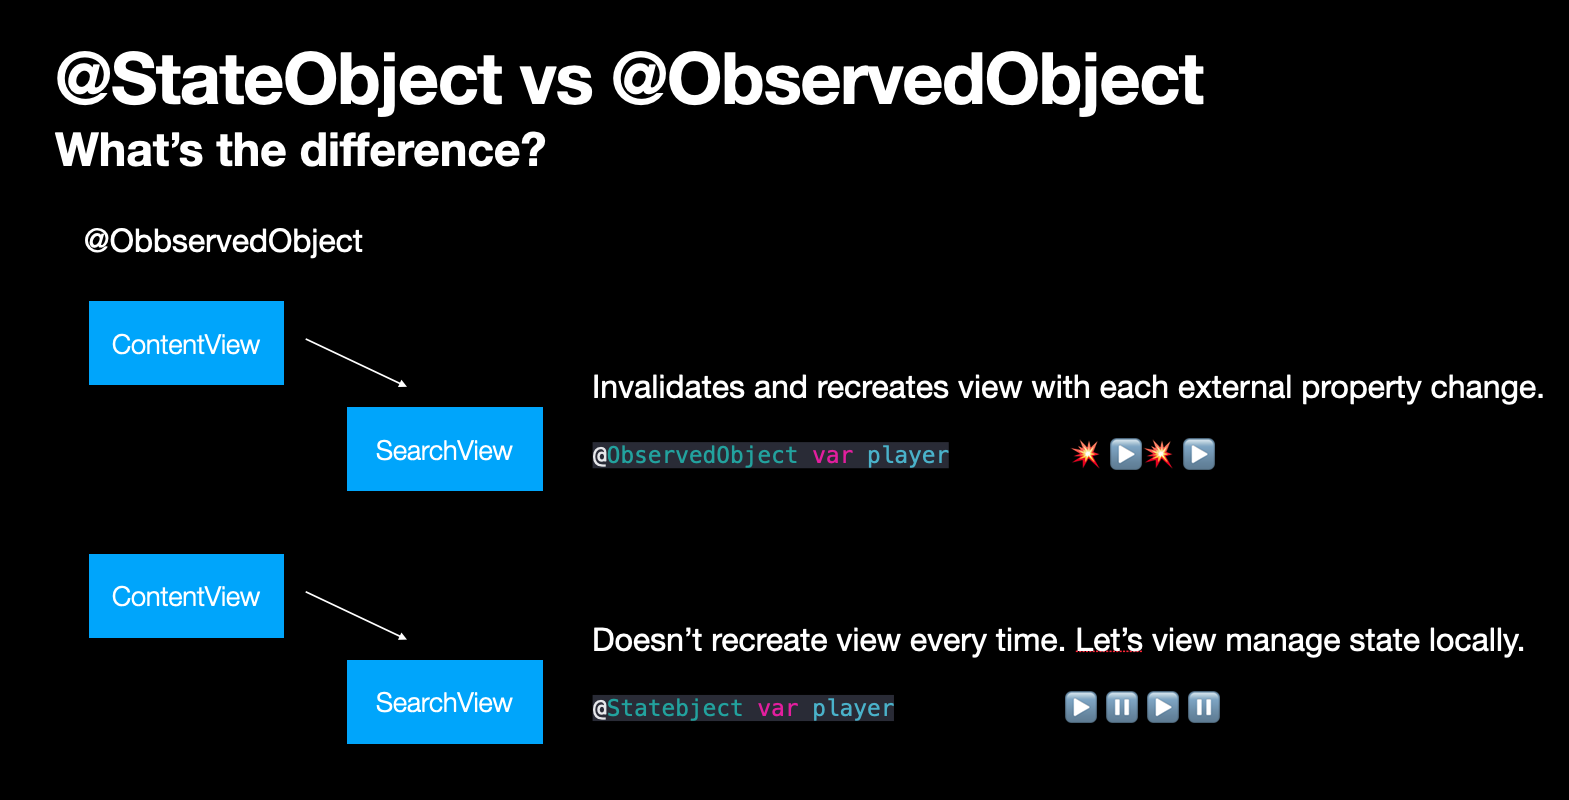 @StateObject vs @ObservedObject
What’s the difference?
@ObbservedObject
ContentView
SearchView
Invalidates and recreates view with each external property change.
@ObservedObject var player
ContentView
SearchView
Doesn’t recreate view every time. Let’s view manage state locally.
@Statebject var player